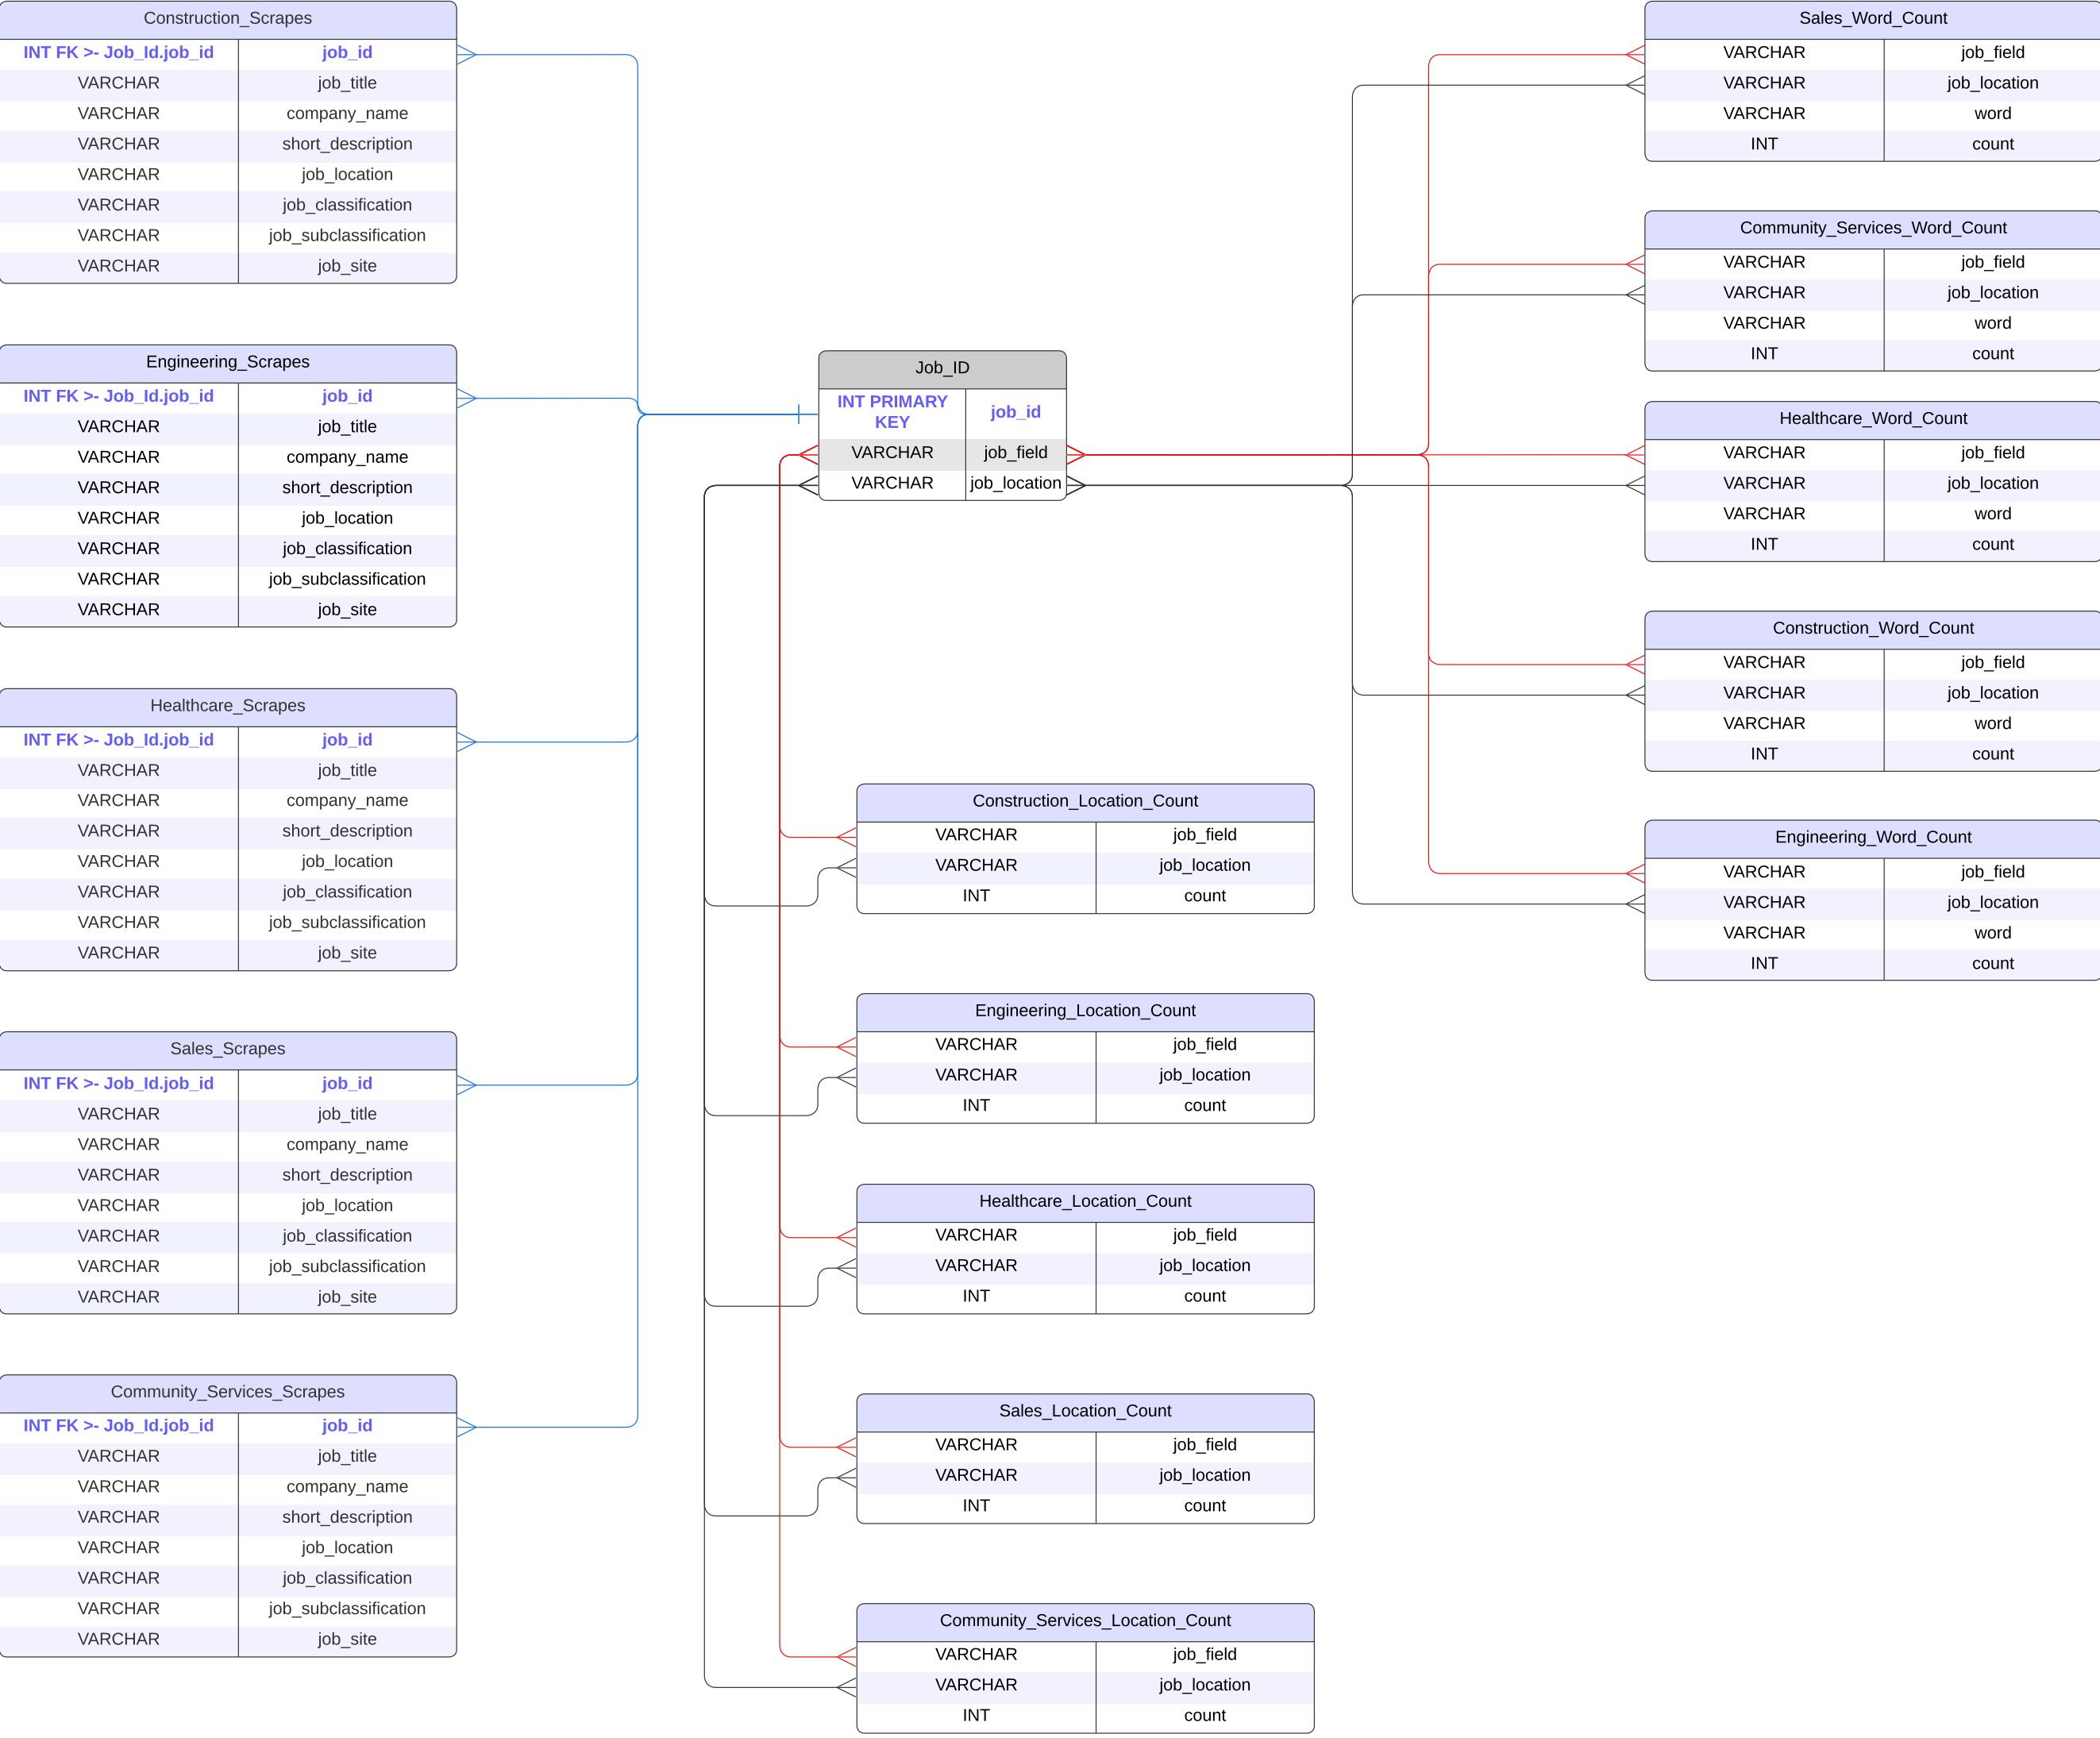 Construction_Scrapes
INT FK >- Job_Id.job_id job_id
VARCHAR job_title
VARCHAR company_name
VARCHAR short_description
VARCHAR job_location
VARCHAR job_classification
VARCHAR job_subclassification
VARCHAR job_site
Engineering_Scrapes
INT FK >- Job_Id.job_id job_id
VARCHAR job_title
VARCHAR company_name
VARCHAR short_description
VARCHAR job_location
VARCHAR job_classification
VARCHAR job_subclassification
VARCHAR job_site
Healthcare_Scrapes
INT FK >- Job_Id.job_id job_id
VARCHAR job_title
VARCHAR company_name
VARCHAR short_description
VARCHAR job_location
VARCHAR job_classification
VARCHAR job_subclassification
VARCHAR job_site
Sales_Scrapes
INT FK >- Job_Id.job_id job_id
VARCHAR job_title
VARCHAR company_name
VARCHAR short_description
VARCHAR job_location
VARCHAR job_classification
VARCHAR job_subclassification
VARCHAR job_site
Community_Services_Scrapes
INT FK >- Job_Id.job_id job_id
VARCHAR job_title
VARCHAR company_name
VARCHAR short_description
VARCHAR job_location
VARCHAR job_classification
VARCHAR job_subclassification
VARCHAR job_site
Job_ID
INT PRIMARY
KEY job_id
VARCHAR job_field
VARCHAR job_location
Construction_Location_Count
VARCHAR job_field
VARCHAR job_location
INT count
Engineering_Location_Count
VARCHAR job_field
VARCHAR job_location
INT count
Healthcare_Location_Count
VARCHAR job_field
VARCHAR job_location
INT count
Sales_Location_Count
VARCHAR job_field
VARCHAR job_location
INT count
Community_Services_Location_Count
VARCHAR job_field
VARCHAR job_location
INT count
Sales_Word_Count
VARCHAR job_field
VARCHAR job_location
VARCHAR word
INT count
Community_Services_Word_Count
VARCHAR job_field
VARCHAR job_location
VARCHAR word
INT count
Healthcare_Word_Count
VARCHAR job_field
VARCHAR job_location
VARCHAR word
INT count
Construction_Word_Count
VARCHAR job_field
VARCHAR job_location
VARCHAR word
INT count
Engineering_Word_Count
VARCHAR job_field
VARCHAR job_location
VARCHAR word
INT count